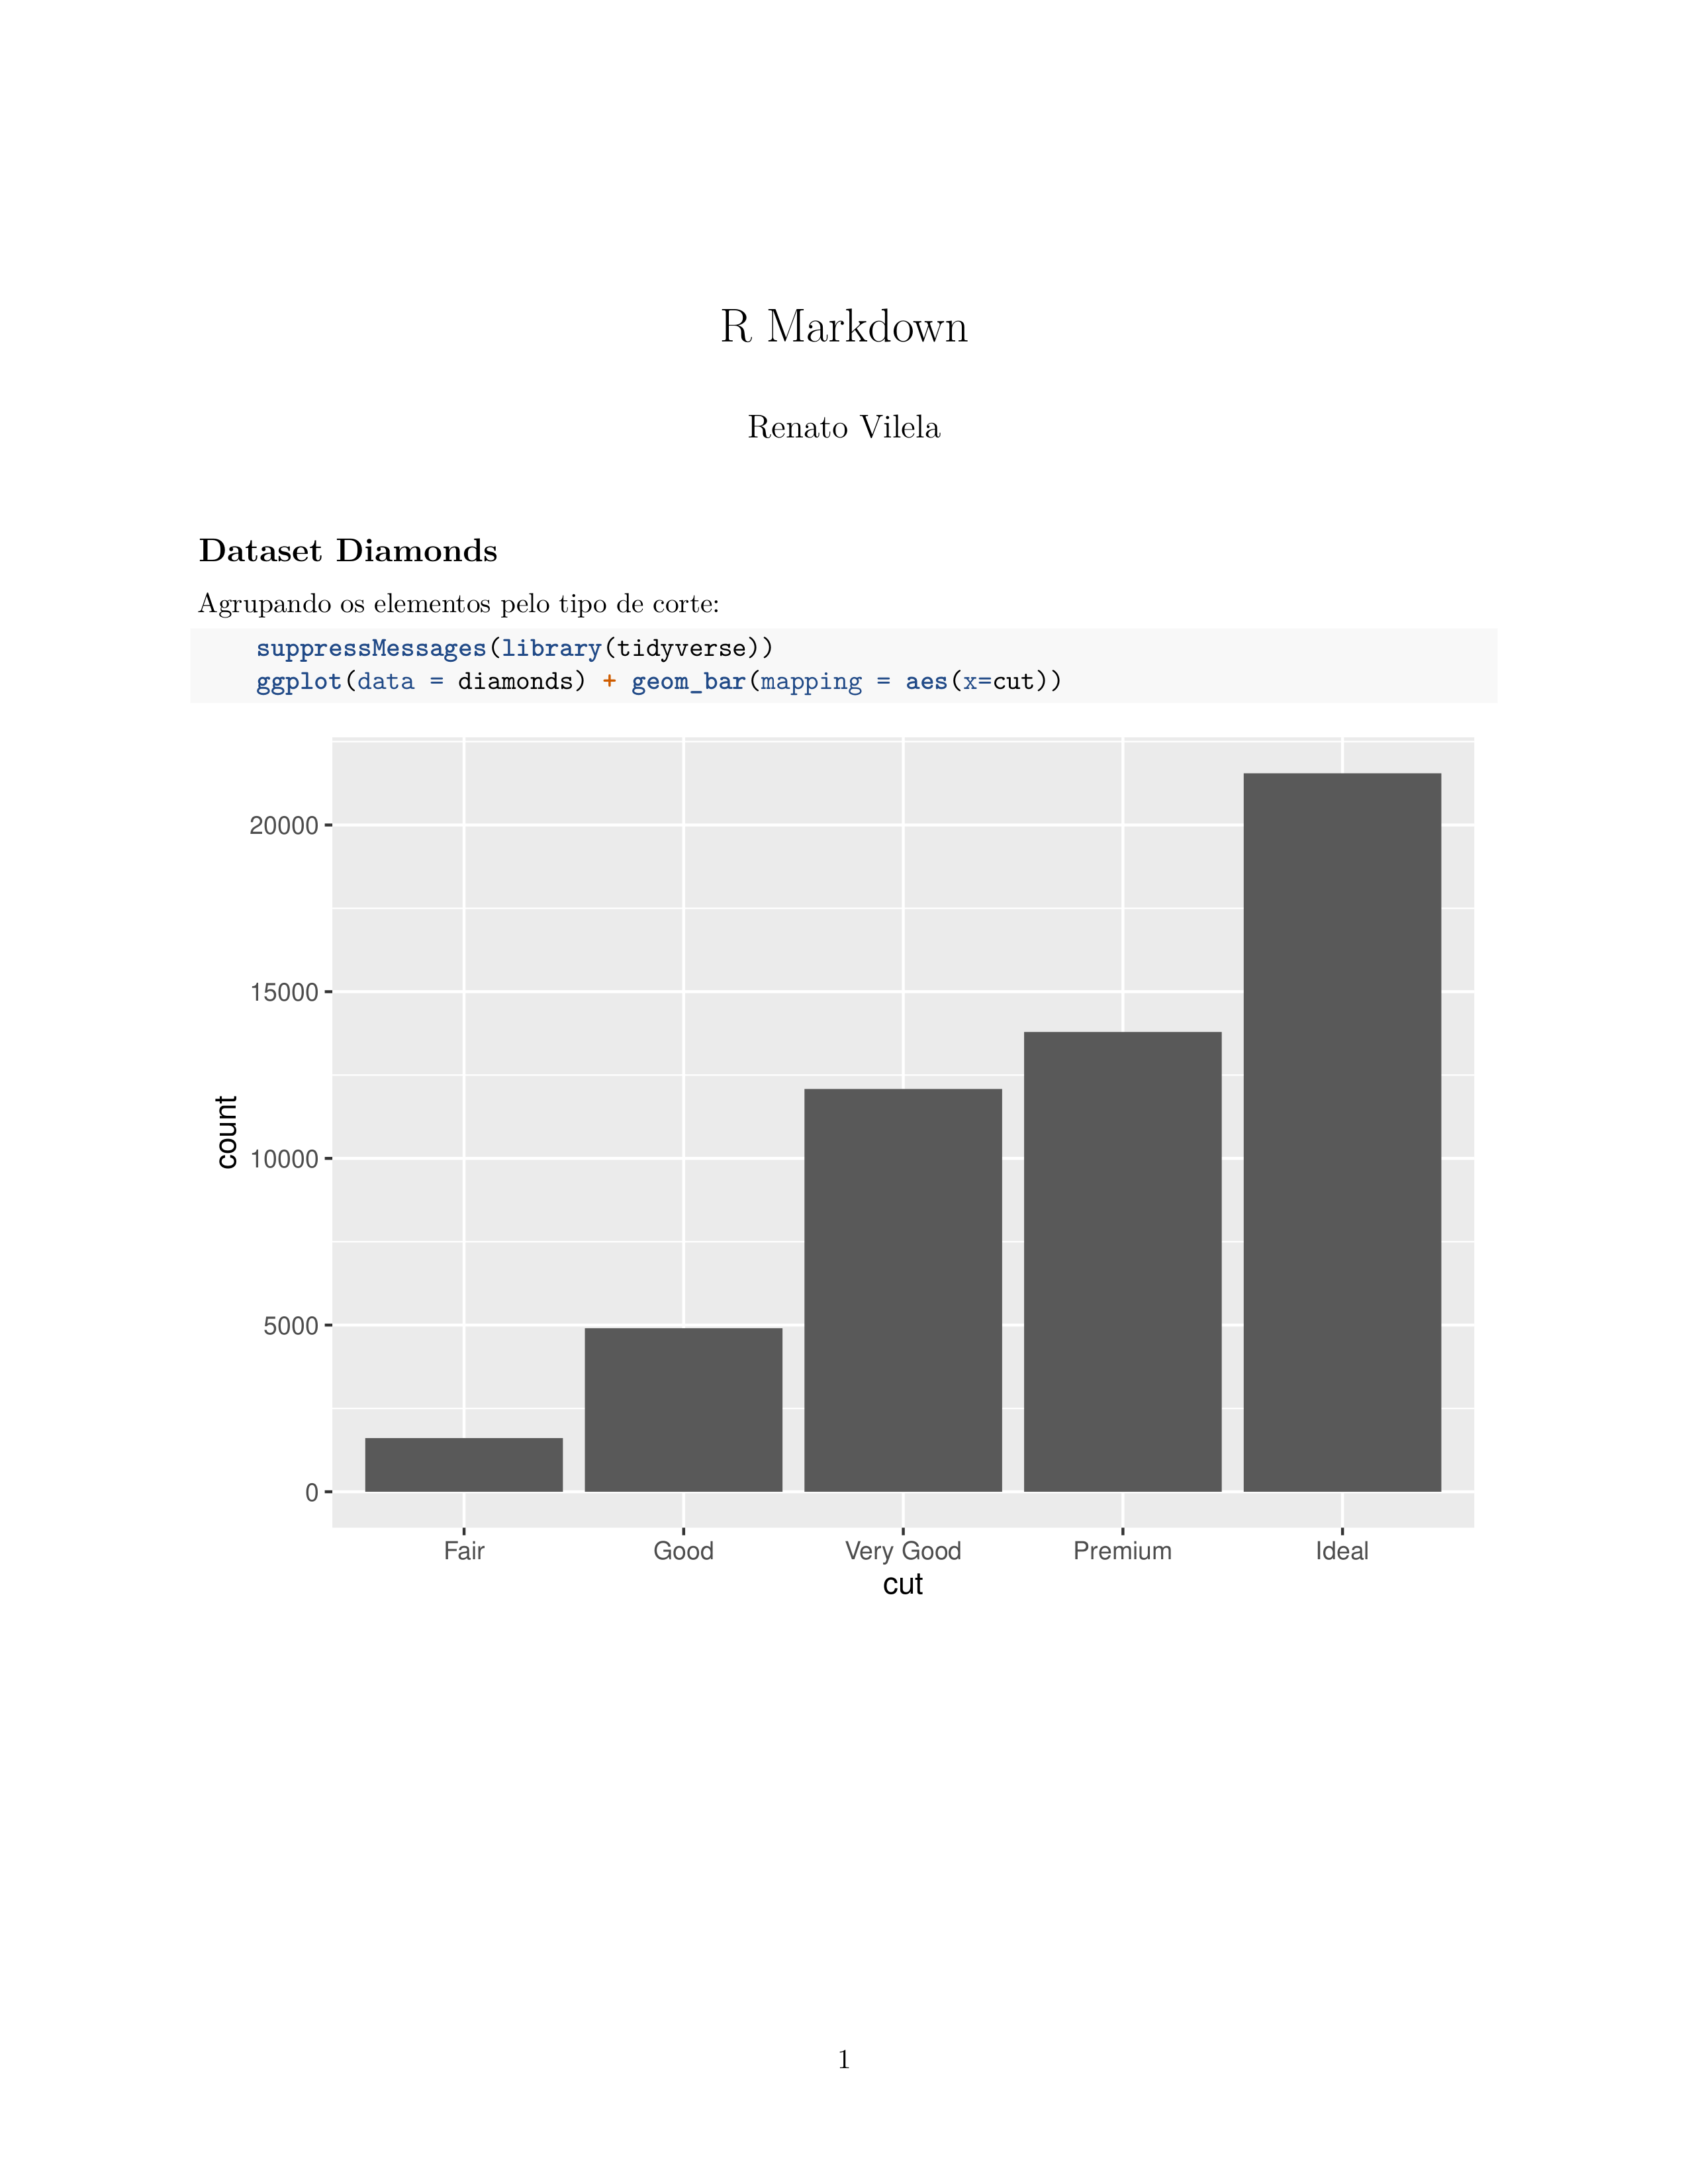 R Markdown
Renato Vilela
Dataset Diamonds
Agrupando os elementos pelo tipo de corte:
suppressMessages(library(tidyverse))
ggplot(data = diamonds) + geom_bar(mapping = aes(x=cut))
20000
15000
10000
5000
0
count
Fair Good Very Good Premium Ideal
cut
1